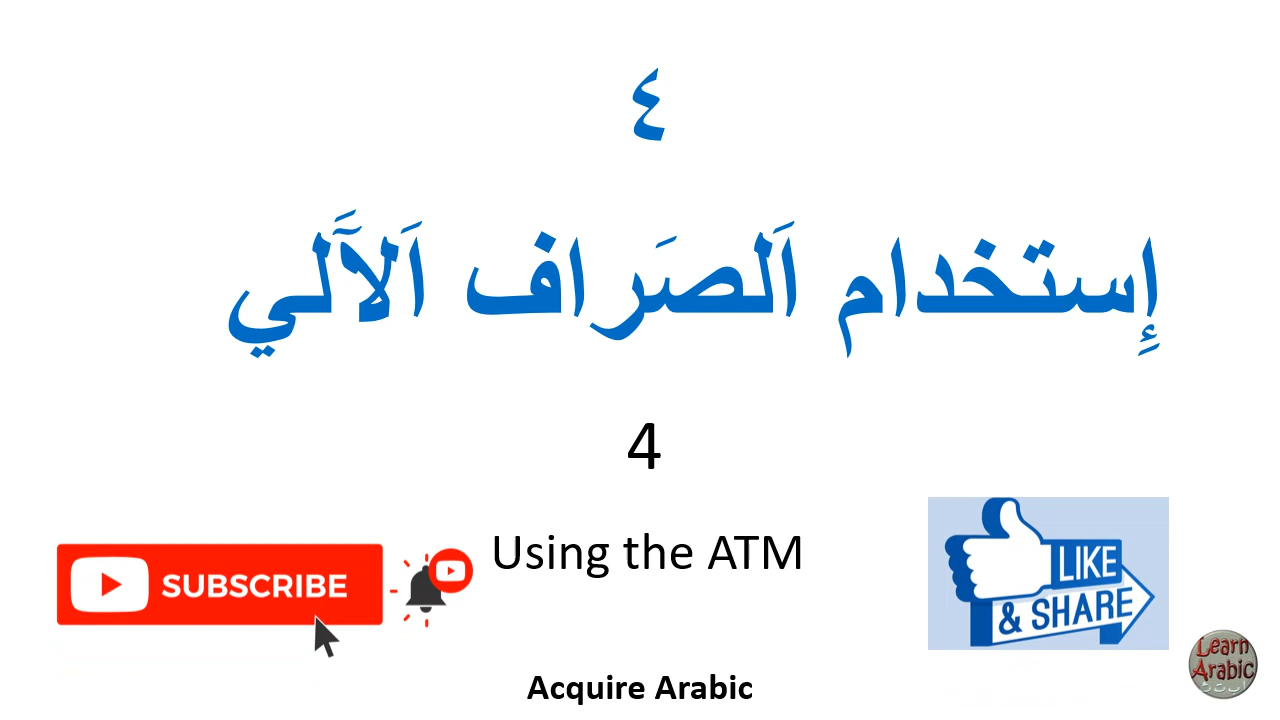 ٤
إِستخدام اَلصَراف اَلآَلي
4
Using the ATM
SUBSCRIBE
LIKE
& SHARE
Acquire Arabic
Learn
Arabic